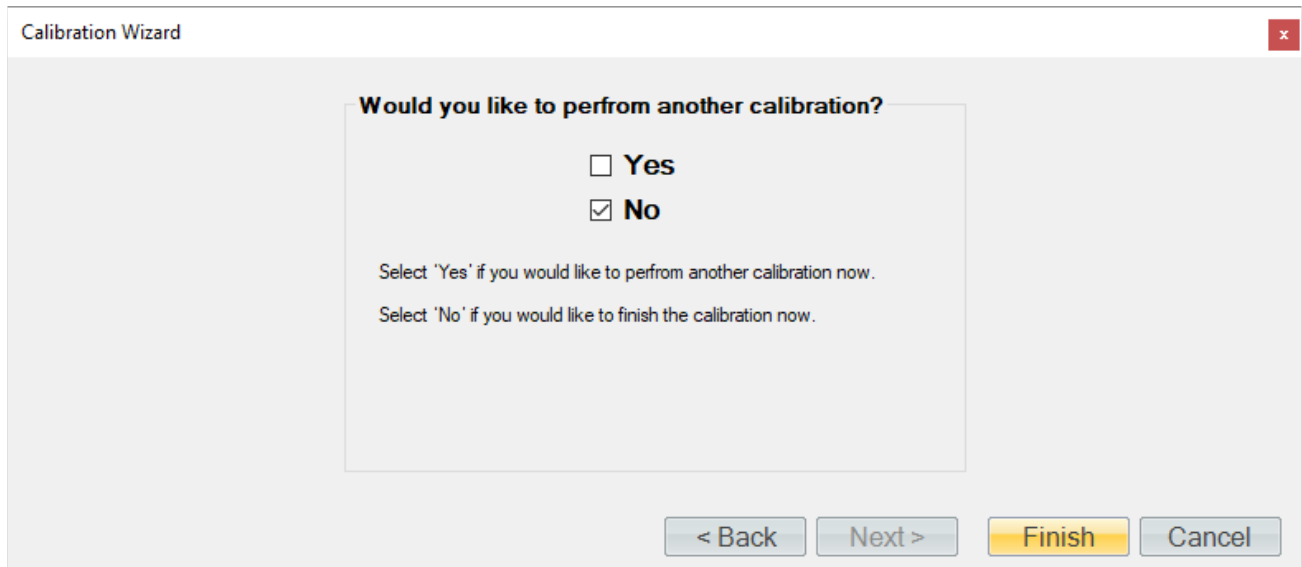 Calibration Wizard
x
Would you like to perfrom another calibration?
Yes
No
Select 'Yes' if you would like to perfrom another calibration now.
Select 'No' if you would like to finish the calibration now.
< Back Next > Finish Cancel